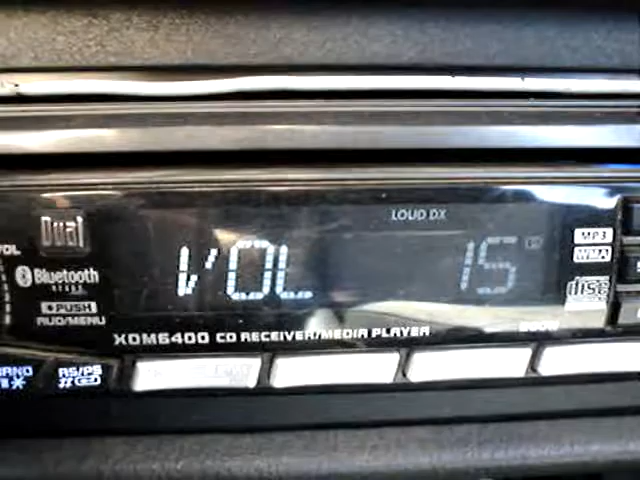 LOUD DX
Dual
VOL
VOL 15
MP3
WMA
Bluetooth
disc
PUSH
AUD/MENU
XDM6400 CD RECEIVER/MEDIA PLAYER
RS/PS
#